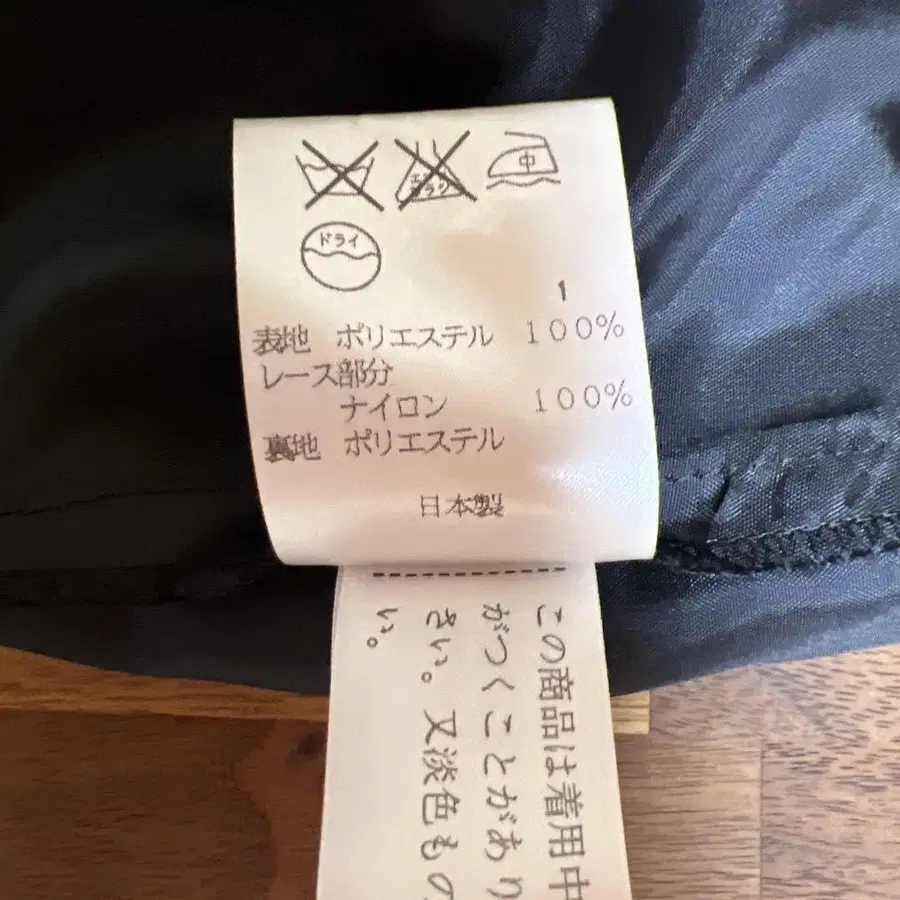 中
エンソ
サラシ
ドライ
1
表地 ポリエステル 100%
レース部分
ナイロン 100%
裏地 ポリエステル
日本製
この商品は着用中
がつくことがあり
さい。又淡色もの
い。